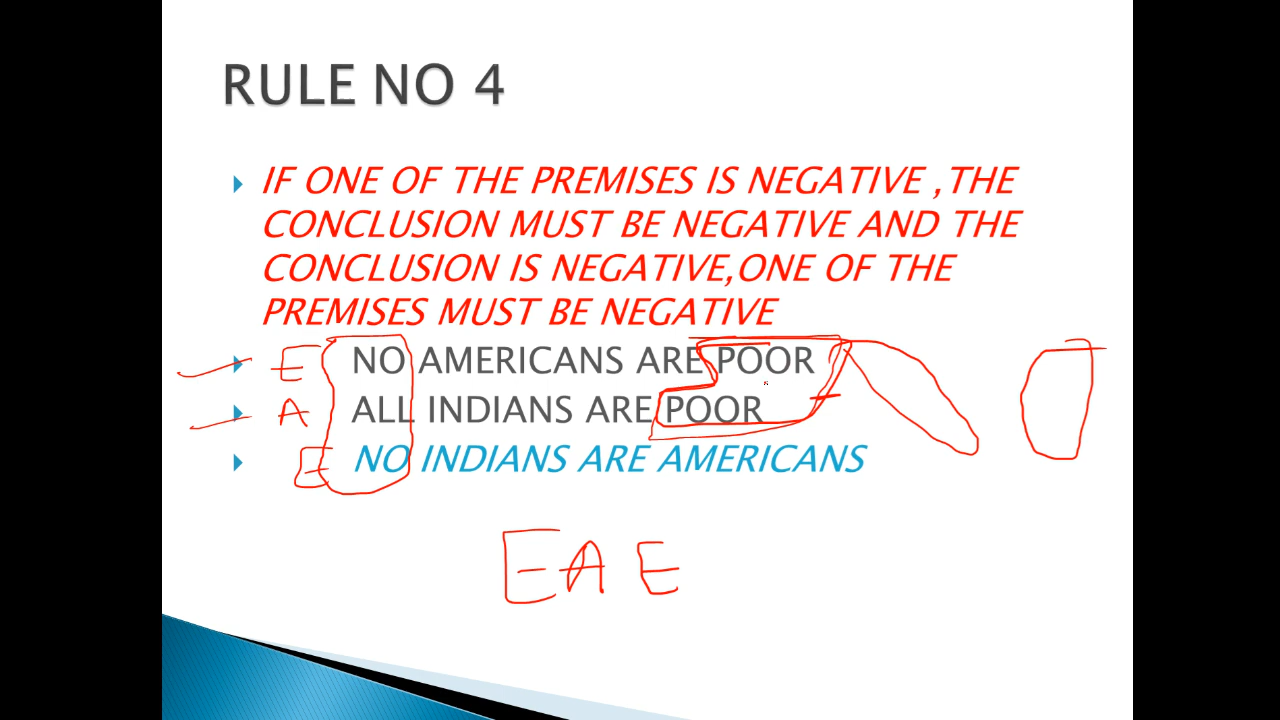 RULE NO 4
IF ONE OF THE PREMISES IS NEGATIVE ,THE
CONCLUSION MUST BE NEGATIVE AND THE
CONCLUSION IS NEGATIVE,ONE OF THE
PREMISES MUST BE NEGATIVE
E NO AMERICANS ARE POOR
A ALL INDIANS ARE POOR
E NO INDIANS ARE AMERICANS
EAE